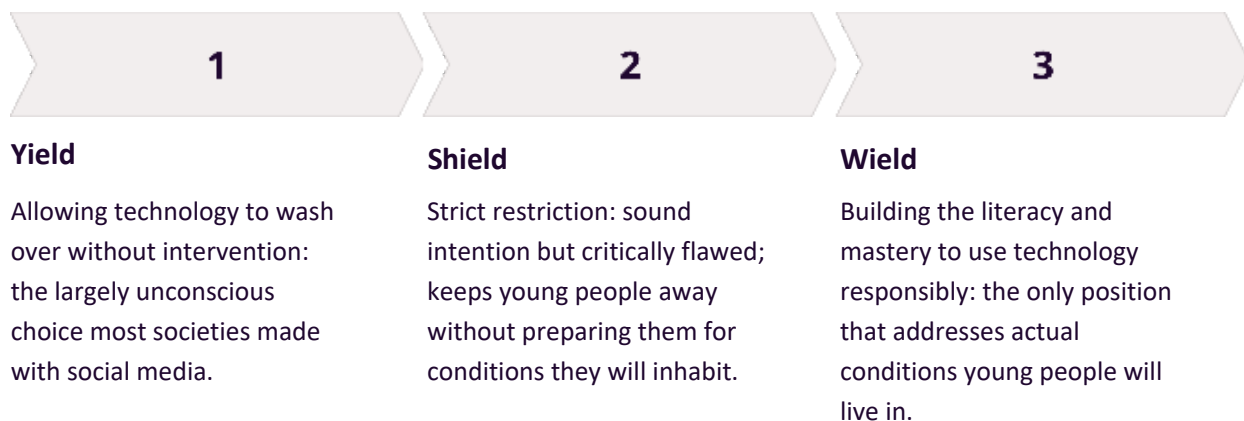 1
2
3
Yield
Allowing technology to wash
over without intervention:
the largely unconscious
choice most societies made
with social media.
Shield
Strict restriction: sound
intention but critically flawed;
keeps young people away
without preparing them for
conditions they will inhabit.
Wield
Building the literacy and
mastery to use technology
responsibly: the only position
that addresses actual
conditions young people will
live in.